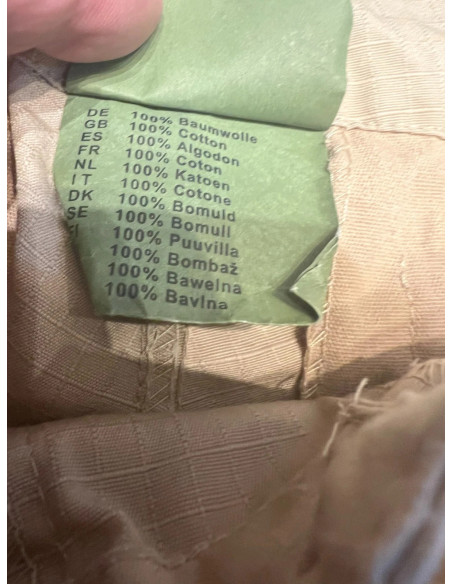 DE 100% Baumwolle
GB 100% Cotton
ES 100% Algodon
FR 100% Coton
NL 100% Katoen
IT 100% Cotone
DK 100% Bomuld
SE 100% Bomull
100% Puuvilla
100% Bombaž
100% Bawelna
100% Bavlna